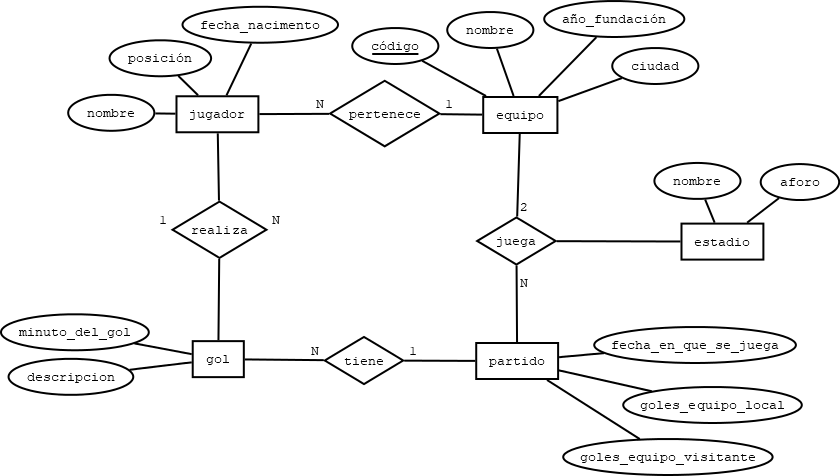 fecha_nacimento
año_fundación
nombre
código
posición
ciudad
nombre
jugador
N
pertenece
1
equipo
nombre
aforo
2
1
realiza
N
juega
estadio
N
minuto_del_gol
fecha_en_que_se_juega
gol
N
tiene
1
partido
descripcion
goles_equipo_local
goles_equipo_visitante